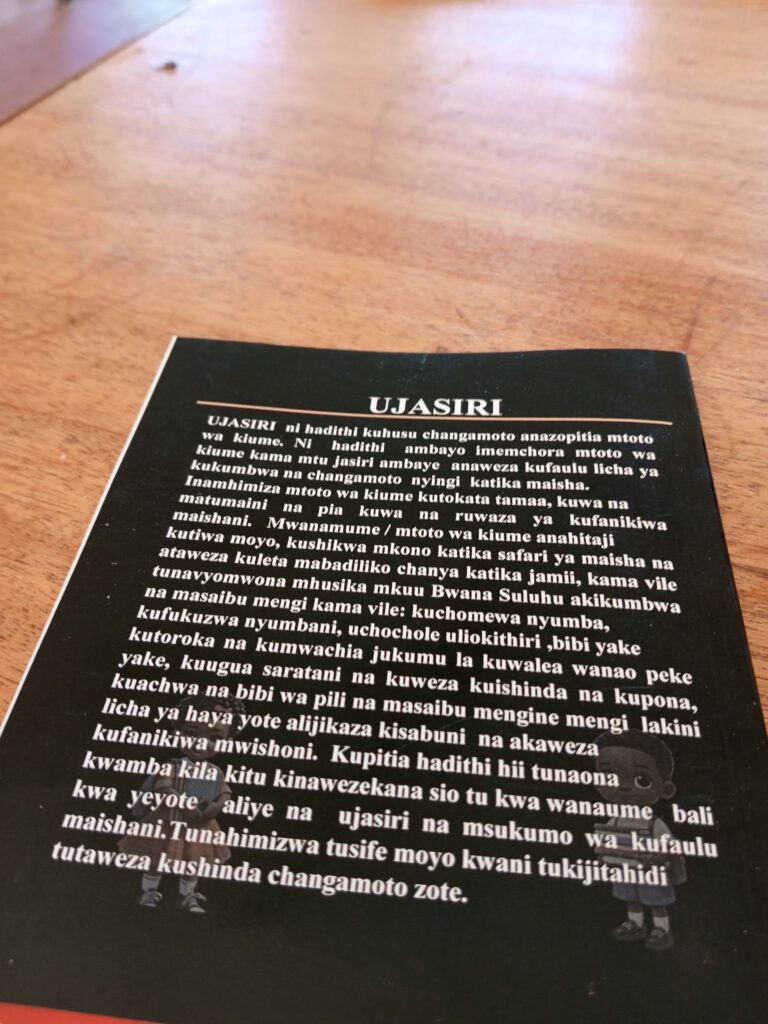 UJASIRI
UJASIRI ni hadithi kuhusu changamoto anazopitia mtoto
wa kiume. Ni hadithi ambayo imemchora mtoto wa
kiume kama mtu jasiri ambaye anaweza kufaulu licha ya
kukumbwa na changamoto nyingi katika maisha.
Inamhimiza mtoto wa kiume kutokata tamaa, kuwa na
matumaini na pia kuwa na ruwaza ya kufanikiwa
maishani. Mwanamume / mtoto wa kiume anahitaji
kutiwa moyo, kushikwa mkono katika safari ya maisha na
ataweza kuleta mabadiliko chanya katika jamii, kama vile
tunavyomwona mhusika mkuu Bwana Suluhu akikumbwa
na masaibu mengi kama vile: kuchomewa nyumba,
kufukuzwa nyumbani, uchochole uliokithiri ,bibi yake
kutoroka na kumwachia jukumu la kuwalea wanao peke
yake, kuugua saratani na kuweza kuishinda na kupona,
kuachwa na bibi wa pili na masaibu mengine mengi lakini
licha ya haya yote alijikaza kisabuni na akaweza
kufanikiwa mwishoni. Kupitia hadithi hii tunaona
kwamba kila kitu kinawezekana sio tu kwa wanaume bali
kwa yeyote aliye na ujasiri na msukumo wa kufaulu
maishani.Tunahimizwa tusife moyo kwani tukijitahidi
tutaweza kushinda changamoto zote.